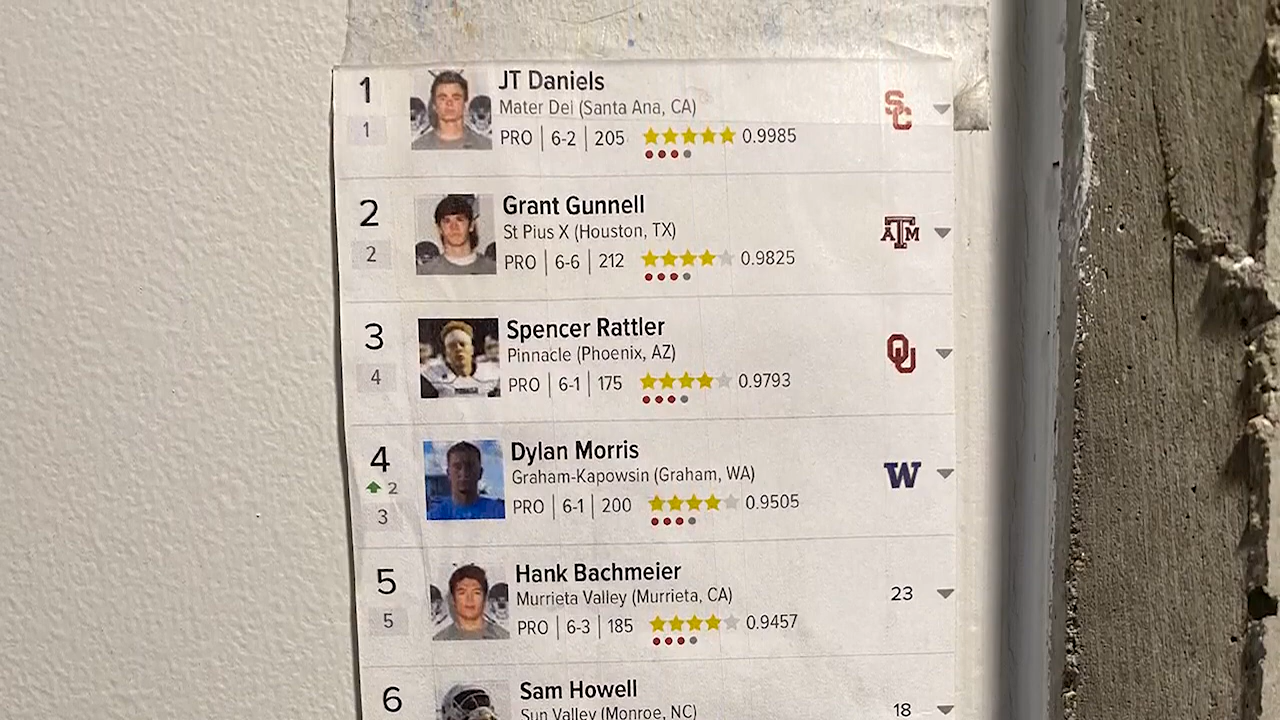 1 JT Daniels SC
Mater Dei (Santa Ana, CA)
1 PRO | 6-2 | 205 0.9985
2 Grant Gunnell
St Pius X (Houston, TX) ATM
2 PRO | 6-6 | 212 0.9825
3 Spencer Rattler
Pinnacle (Phoenix, AZ) OU
4 PRO | 6-1 | 175 0.9793
4 Dylan Morris
Graham-Kapowsin (Graham, WA) W
2
3 PRO | 6-1 | 200 0.9505
5 Hank Bachmeier
Murrieta Valley (Murrieta, CA) 23
5 PRO | 6-3 | 185 0.9457
6 Sam Howell
Sun Valley (Monroe, NC) 18